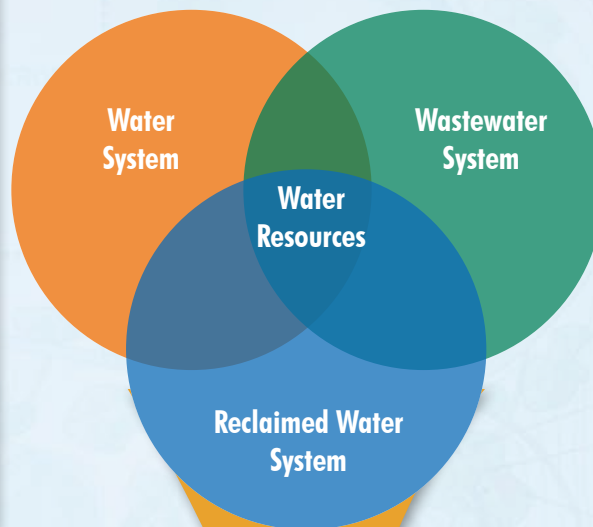 Water
System
Wastewater
System
Water
Resources
Reclaimed Water
System